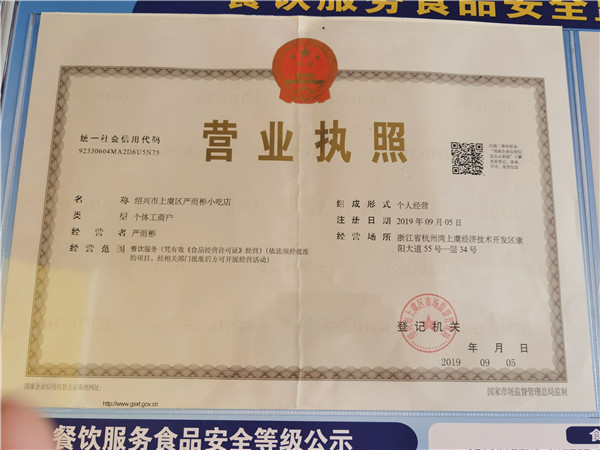 餐饮服务食品安全
统一社会信用代码
92330604MA2D6U5N75
营业执照
名称 绍兴市上虞区严雨彬小吃店
类型 个体工商户
经营者 严雨彬
经营范围 餐饮服务（凭有效《食品经营许可证》经营）（依法须经批准
的项目，经相关部门批准后方可开展经营活动）
组成形式 个人经营
注册日期 2019年09月05日
经营场所 浙江省杭州湾上虞经济技术开发区康
阳大道55号一层34号
登记机关
年 月 日
2019 09 05
国家企业信用信息公示系统网址：
http://www.gsxt.gov.cn
国家市场监督管理总局监制
餐饮服务食品安全等级公示